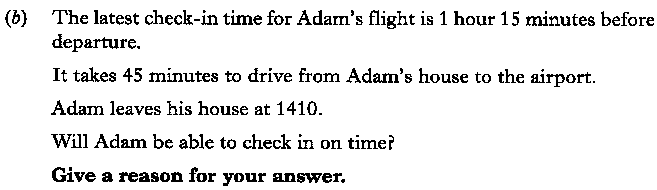 (b) The latest check-in time for Adam's flight is 1 hour 15 minutes before
departure.
It takes 45 minutes to drive from Adam's house to the airport.
Adam leaves his house at 1410.
Will Adam be able to check in on time?
Give a reason for your answer.